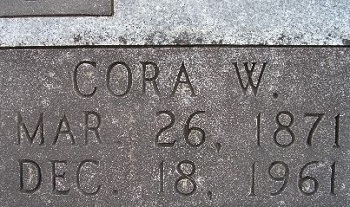 CORA W.
MAR. 26, 1871
DEC. 18, 1961